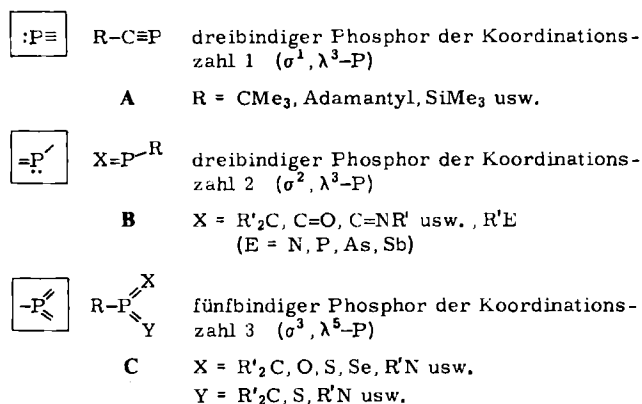 :P≡ R-C≡P dreibindiger Phosphor der Koordinations-
zahl 1 (σ¹, λ³-P)
A R = CMe₃, Adamantyl, SiMe₃ usw.
=P̤ X=P-R dreibindiger Phosphor der Koordinations-
zahl 2 (σ², λ³-P)
B X = R'₂C, C=O, C=NR' usw., R'E
(E = N, P, As, Sb)
X
-P R-P fünfbindiger Phosphor der Koordinations-
Y zahl 3 (σ³, λ⁵-P)
C X = R'₂C, O, S, Se, R'N usw.
Y = R'₂C, S, R'N usw.